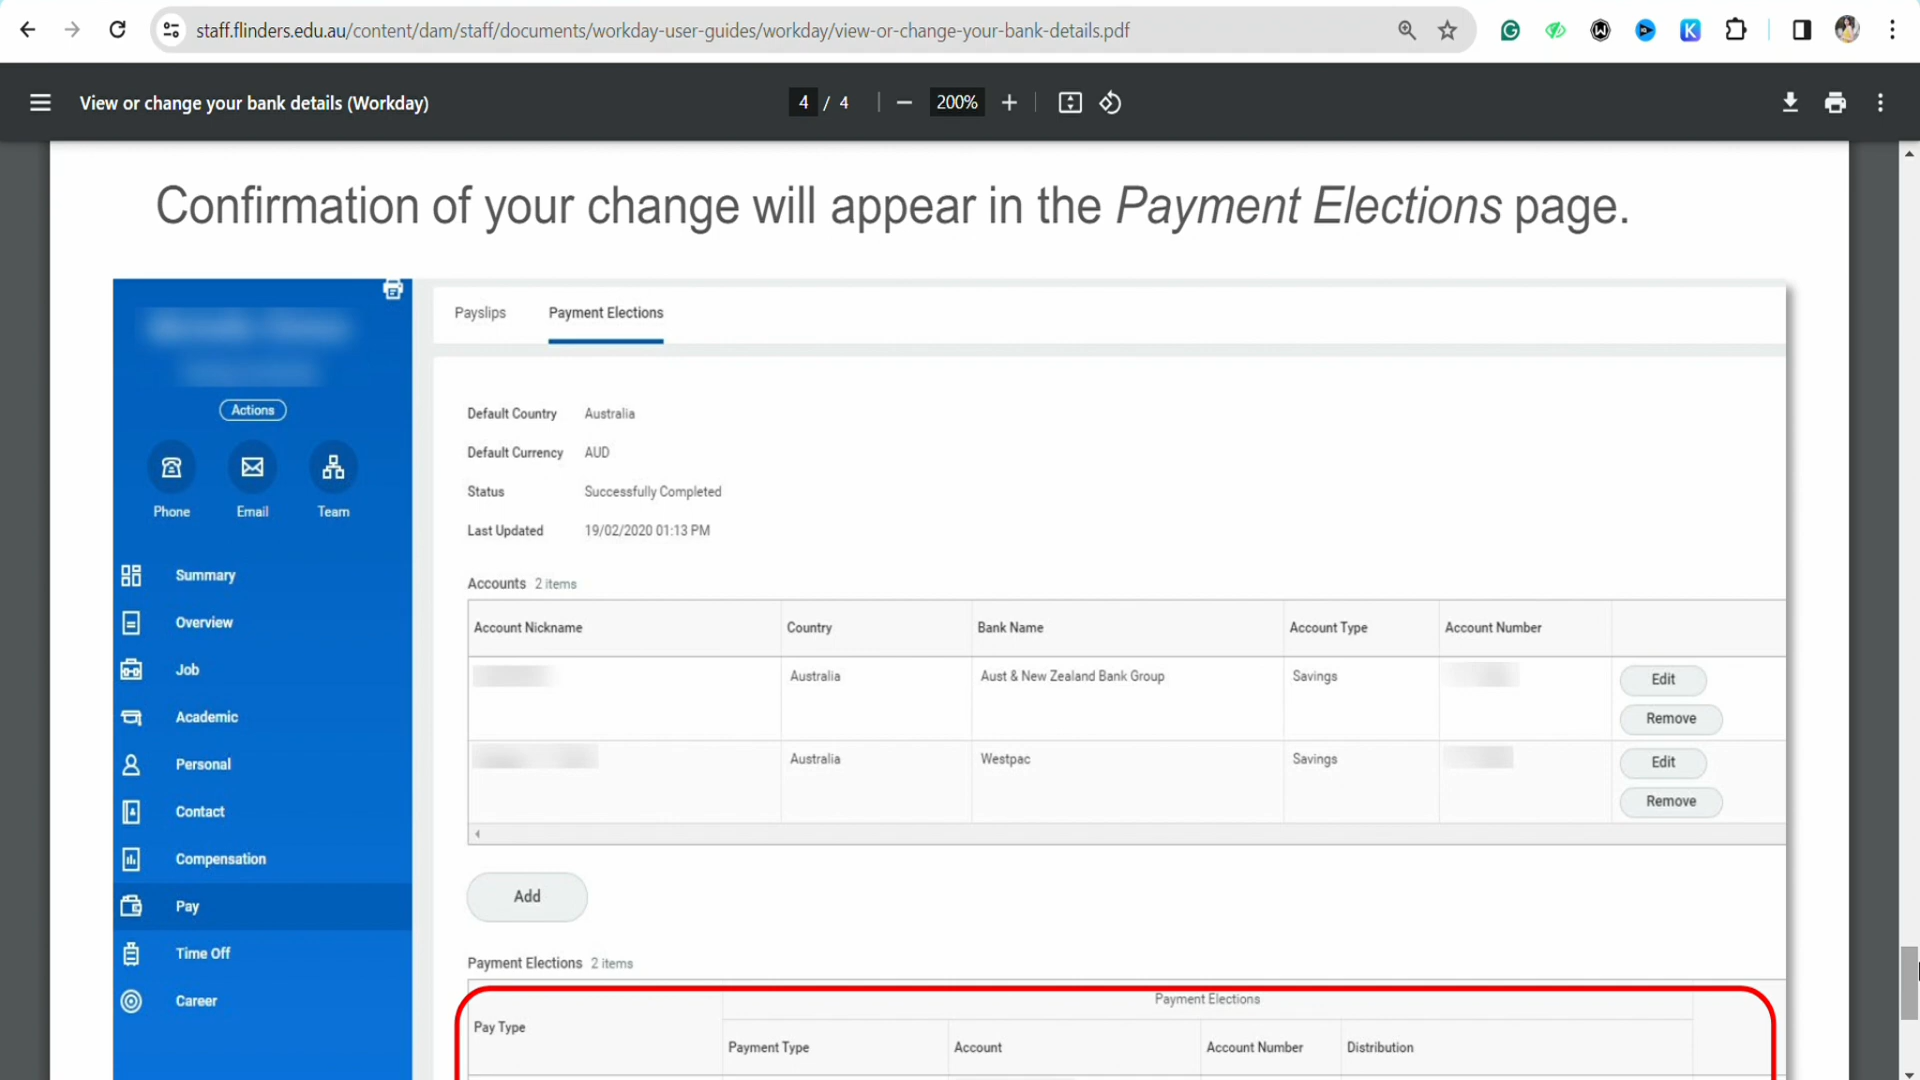 staff.flinders.edu.au/content/dam/staff/documents/workday-user-guides/workday/view-or-change-your-bank-details.pdf
View or change your bank details (Workday)
4 / 4
200%
Confirmation of your change will appear in the Payment Elections page.
Payslips Payment Elections
Actions
Phone Email Team
Summary
Overview
Job
Academic
Personal
Contact
Compensation
Pay
Time Off
Career
Default Country Australia
Default Currency AUD
Status Successfully Completed
Last Updated 19/02/2020 01:13 PM
Accounts 2 items
Account Nickname Country Bank Name Account Type Account Number
Australia Aust & New Zealand Bank Group Savings Edit
Remove
Australia Westpac Savings Edit
Remove
Add
Payment Elections 2 items
Payment Elections
Pay Type
Payment Type Account Account Number Distribution